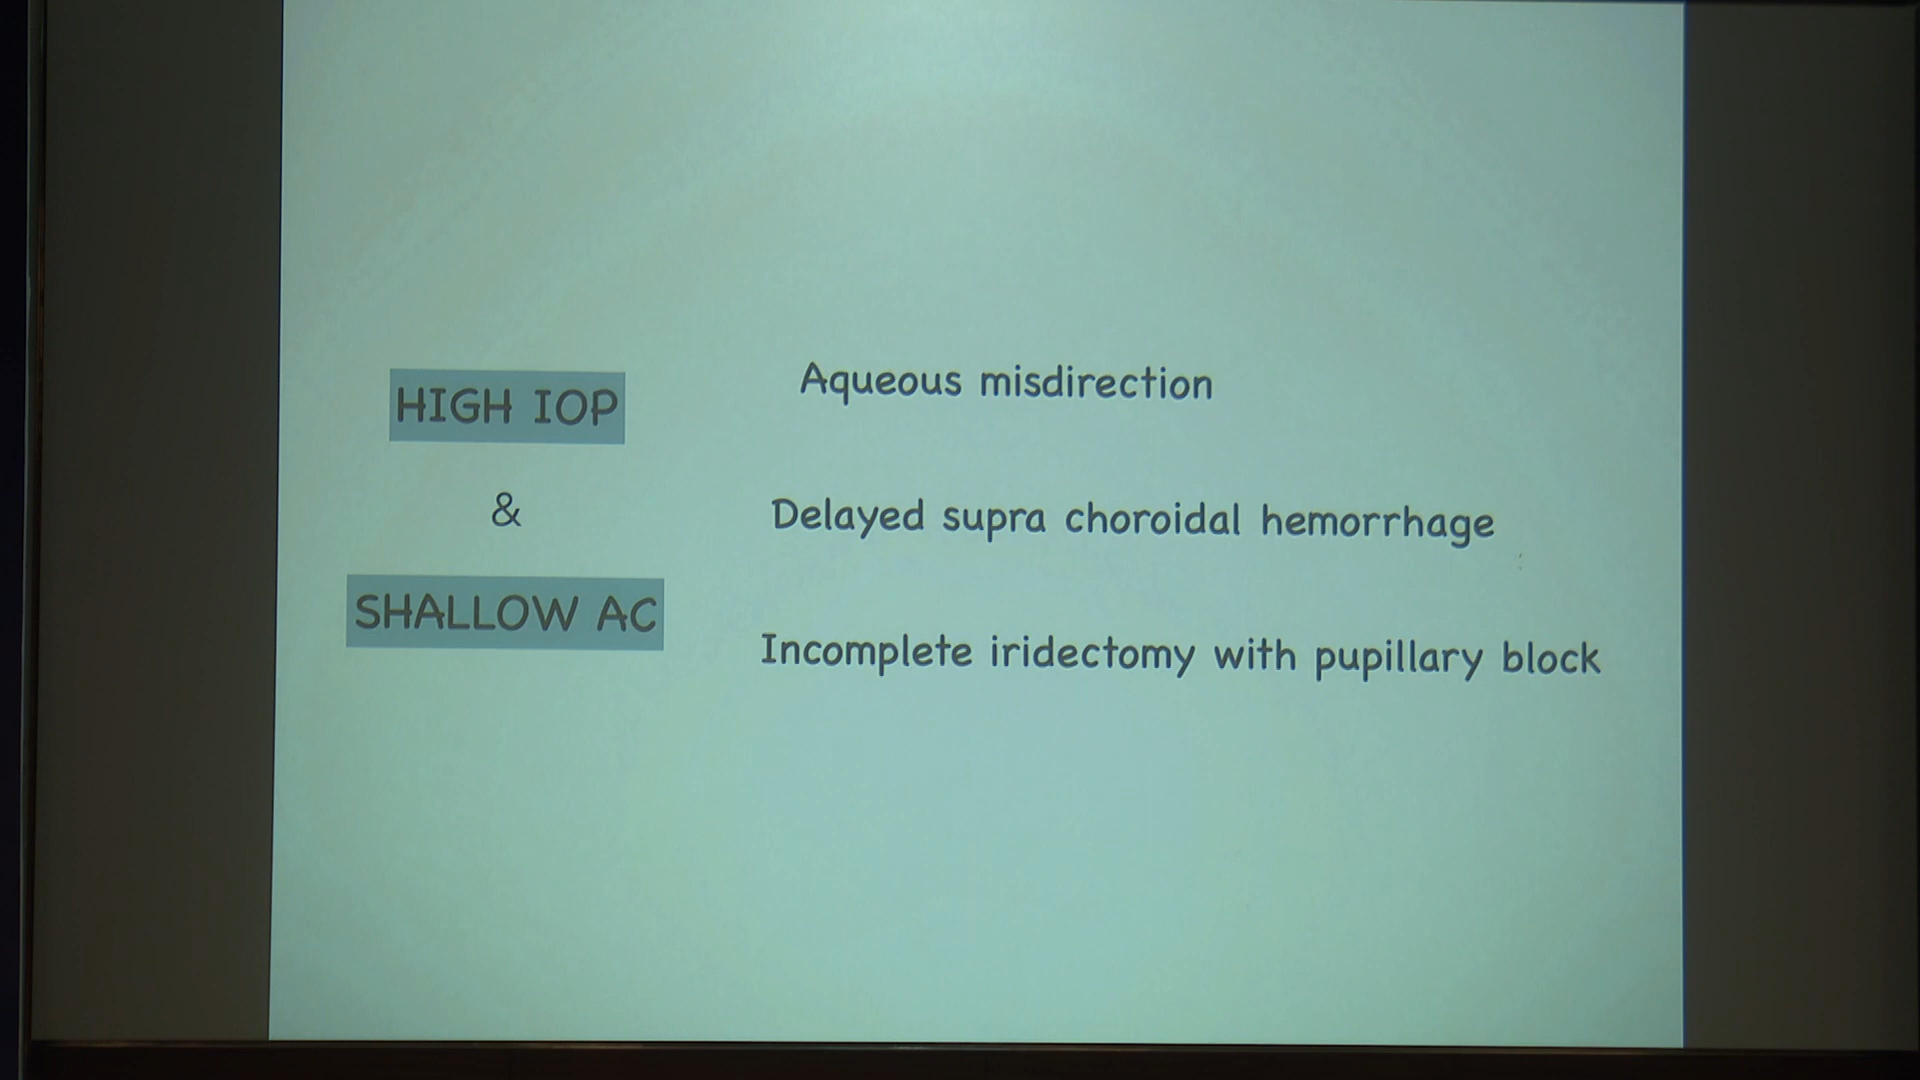 HIGH IOP
&
SHALLOW AC
Aqueous misdirection
Delayed supra choroidal hemorrhage
Incomplete iridectomy with pupillary block